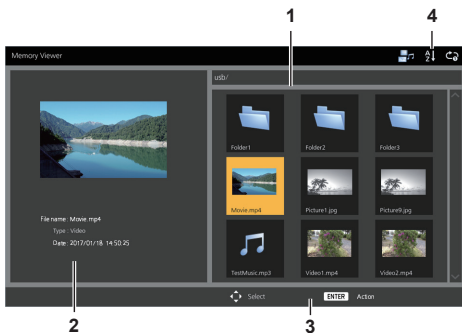 1
4
Memory Viewer
A
Z
usb/
Folder1
Folder2
Folder3
Movie.mp4
Picture1.jpg
Picture9.jpg
TestMusic.mp3
Video1.mp4
Video2.mp4
File name : Movie.mp4
Type : Video
Date : 2017/01/18 14:50:25
Select
ENTER
Action
2
3